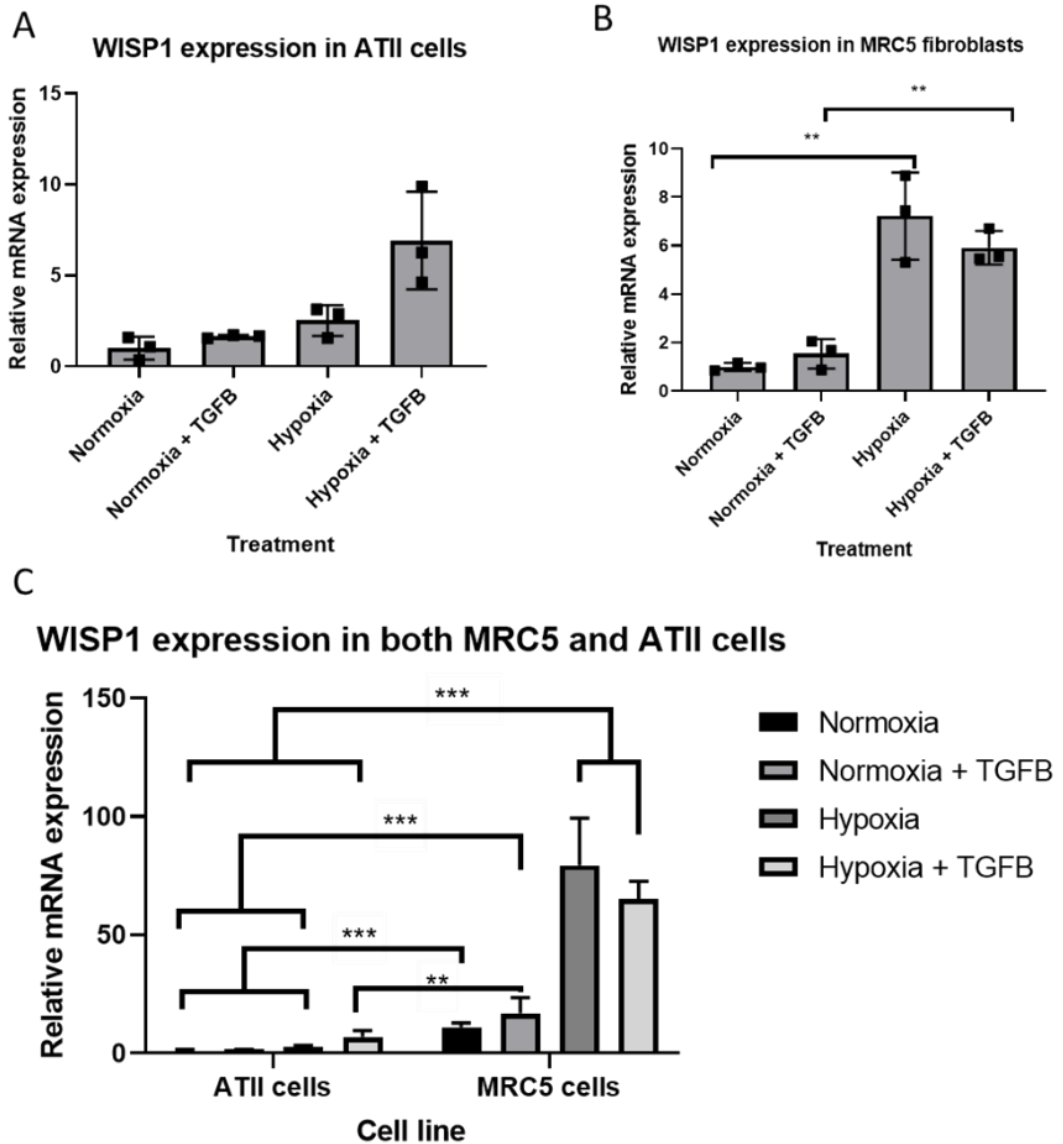 A
WISP1 expression in ATII cells
Relative mRNA expression
15
10
5
0
Normoxia
Normoxia + TGFB
Hypoxia
Hypoxia + TGFB
Treatment
B
WISP1 expression in MRC5 fibroblasts
**
**
Relative mRNA expression
10
8
6
4
2
0
Normoxia
Normoxia + TGFB
Hypoxia
Hypoxia + TGFB
Treatment
C
WISP1 expression in both MRC5 and ATII cells
Relative mRNA expression
150
100
50
0
***
***
***
**
ATII cells
MRC5 cells
Cell line
Normoxia
Normoxia + TGFB
Hypoxia
Hypoxia + TGFB